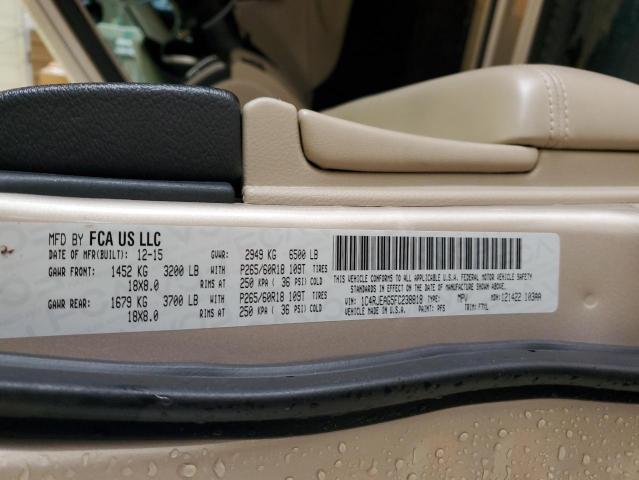 MFD BY FCA US LLC
DATE OF MFR(BUILT): 12-15 GVWR: 2949 KG 6500 LB
GAWR FRONT: 1452 KG 3200 LB WITH P265/60R18 109T TIRES
18X8.0 RIMS AT 250 KPA ( 36 PSI) COLD
GAWR REAR: 1679 KG 3700 LB WITH P265/60R18 109T TIRES
18X8.0 RIMS AT 250 KPA ( 36 PSI) COLD
THIS VEHICLE CONFORMS TO ALL APPLICABLE U.S.A. FEDERAL MOTOR VEHICLE SAFETY
STANDARDS IN EFFECT ON THE DATE OF MANUFACTURE SHOWN ABOVE.
VIN: 1C4RJEAG5FC238818 TYPE: MPV MDH: 121422 103AA
MADE IN U.S.A. PAINT: PFS TRIM: F7YL